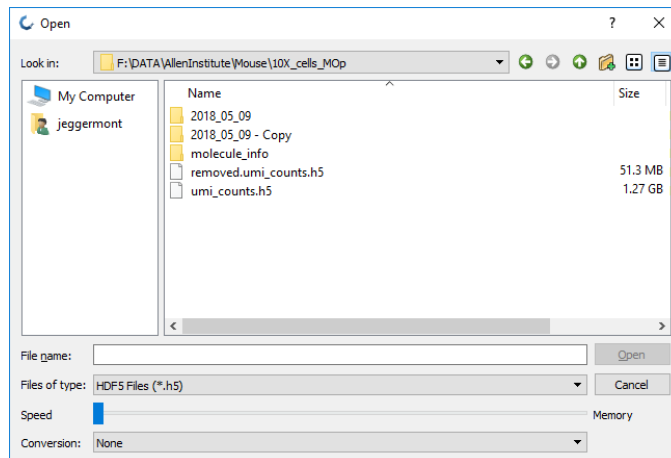 Open
?
Look in: F:\DATA\AllenInstitute\Mouse\10X_cells_MOp
My Computer
jeggermont
Name Size
2018_05_09
2018_05_09 - Copy
molecule_info
removed.umi_counts.h5 51.3 MB
umi_counts.h5 1.27 GB
File name: Open
Files of type: HDF5 Files (*.h5) Cancel
Speed Memory
Conversion: None